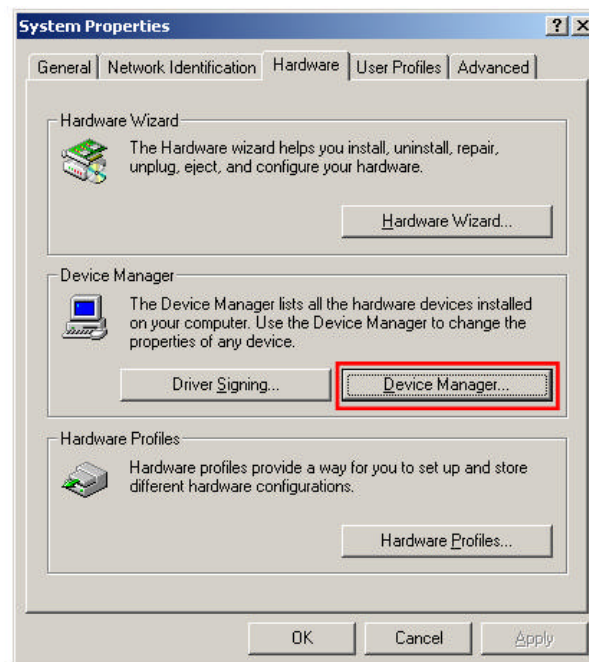 System Properties
General
Network Identification
Hardware
User Profiles
Advanced
Hardware Wizard
The Hardware wizard helps you install, uninstall, repair,
unplug, eject, and configure your hardware.
Hardware Wizard...
Device Manager
The Device Manager lists all the hardware devices installed
on your computer. Use the Device Manager to change the
properties of any device.
Driver Signing...
Device Manager...
Hardware Profiles
Hardware profiles provide a way for you to set up and store
different hardware configurations.
Hardware Profiles...
OK
Cancel
Apply